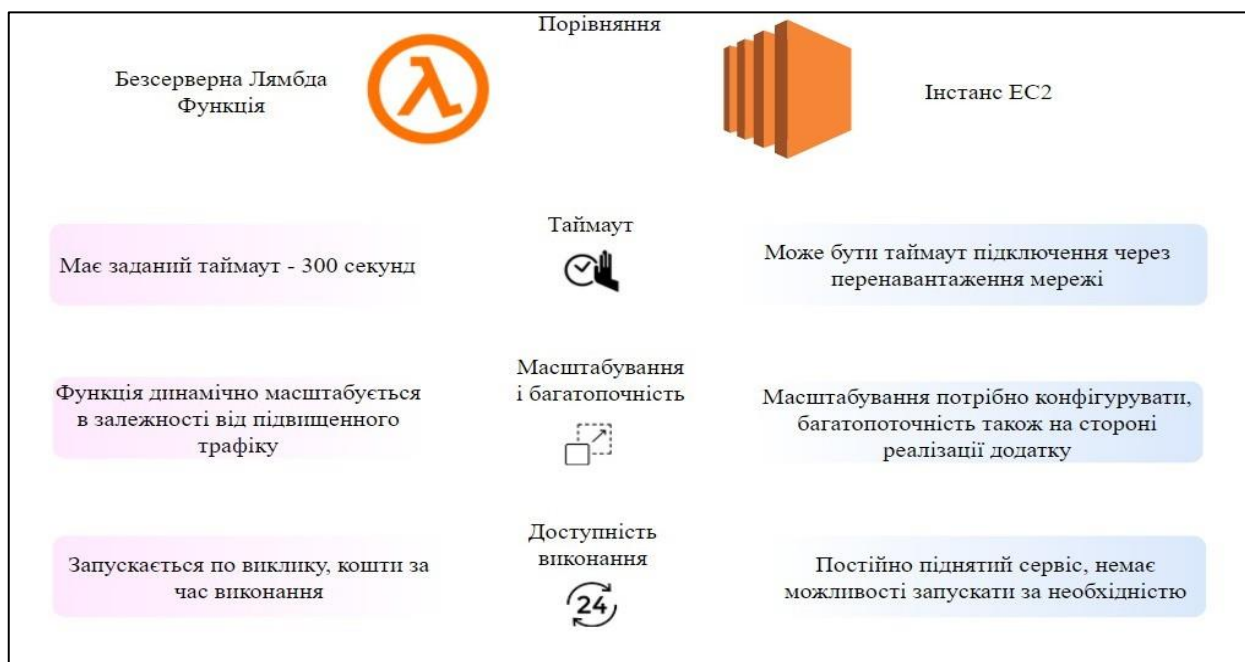 Порівняння
Безсерверна Лямбда
Функція
Інстанс EC2
Таймаут
Має заданий таймаут - 300 секунд
Може бути таймаут підключення через
перенавантаження мережі
Масштабування
і багатопочність
Функція динамічно масштабується
в залежності від підвищенного
трафіку
Масштабування потрібно конфігурувати,
багатопоточність також на стороні
реалізації додатку
Доступність
виконання
24
Запускається по виклику, кошти за
час виконання
Постійно піднятий сервіс, немає
можливості запускати за необхідністю